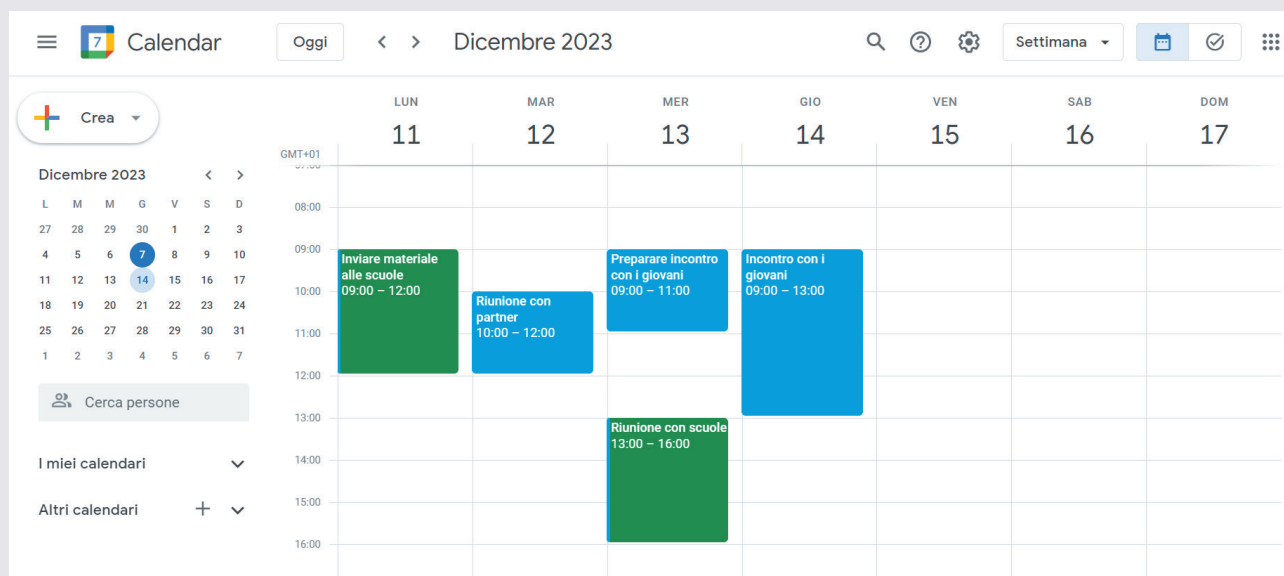 7 Calendar Oggi Dicembre 2023 Settimana
Crea
LUN MAR MER GIO VEN SAB DOM
11 12 13 14 15 16 17
GMT+01
Dicembre 2023
L M M G V S D
27 28 29 30 1 2 3
4 5 6 7 8 9 10
11 12 13 14 15 16 17
18 19 20 21 22 23 24
25 26 27 28 29 30 31
1 2 3 4 5 6 7
Cerca persone
I miei calendari
Altri calendari
08:00
09:00
10:00
11:00
12:00
13:00
14:00
15:00
16:00
Inviare materiale
alle scuole
09:00 – 12:00
Riunione con
partner
10:00 – 12:00
Preparare incontro
con i giovani
09:00 – 11:00
Riunione con scuole
13:00 – 16:00
Incontro con i
giovani
09:00 – 13:00